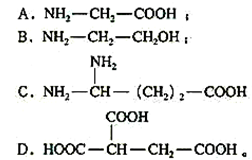 A. NH₂—CH₂—COOH;
B. NH₂—CH₂—CH₂OH;
NH₂
C. NH₂—CH—(CH₂)₂—COOH
COOH
D. HOOC—CH—CH₂—COOH。